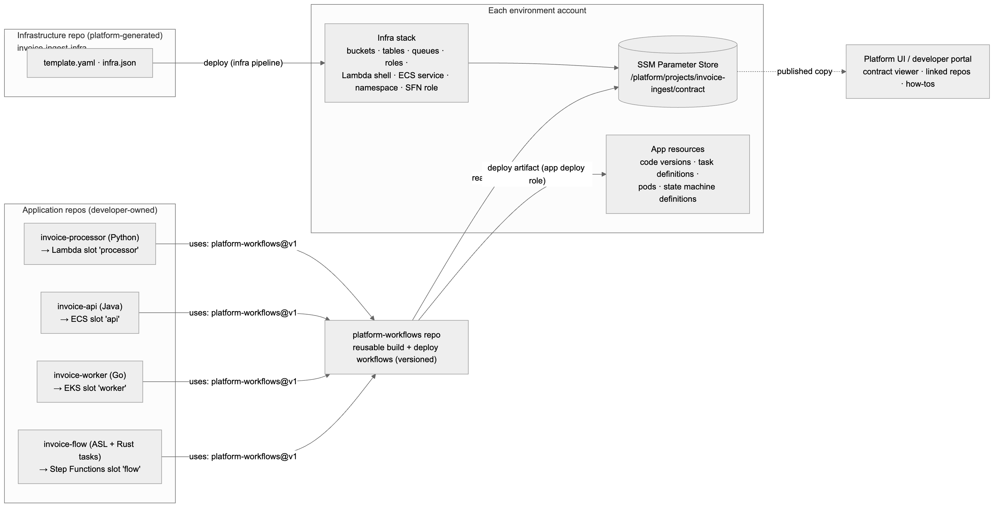 Each environment account
Infrastructure repo (platform-generated)
invoice-ingest-infra
template.yaml · infra.json
deploy (infra pipeline)
Infra stack
buckets · tables · queues ·
roles ·
Lambda shell · ECS service ·
namespace · SFN role
SSM Parameter Store
/platform/projects/invoice-
ingest/contract
published copy
Platform UI / developer portal
contract viewer · linked repos
· how-tos
deploy artifact (app deploy
role)
App resources
code versions · task
definitions ·
pods · state machine
definitions
Application repos (developer-owned)
invoice-processor (Python)
→ Lambda slot 'processor'
uses: platform-workflows@v1
invoice-api (Java)
→ ECS slot 'api'
uses: platform-workflows@v1
platform-workflows repo
reusable build + deploy
workflows (versioned)
invoice-worker (Go)
→ EKS slot 'worker'
uses: platform-workflows@v1
invoice-flow (ASL + Rust
tasks)
→ Step Functions slot 'flow'
uses: platform-workflows@v1